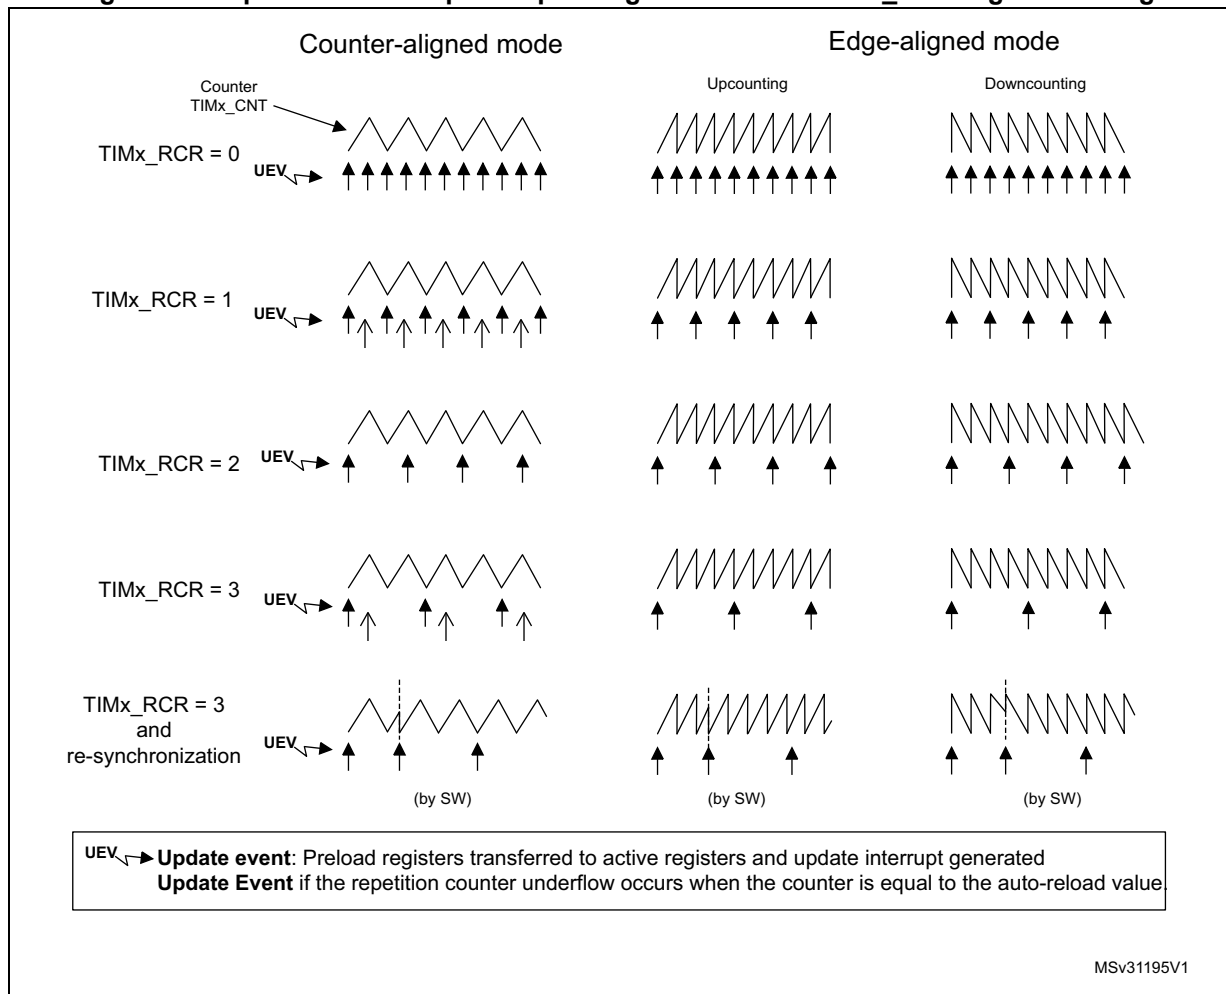 Counter-aligned mode
Edge-aligned mode
Counter
TIMx_CNT
Upcounting
Downcounting
TIMx_RCR = 0
UEV
TIMx_RCR = 1
UEV
TIMx_RCR = 2
UEV
TIMx_RCR = 3
UEV
TIMx_RCR = 3
and
re-synchronization
UEV
(by SW)
(by SW)
(by SW)
UEV Update event: Preload registers transferred to active registers and update interrupt generated
Update Event if the repetition counter underflow occurs when the counter is equal to the auto-reload value.
MSv31195V1